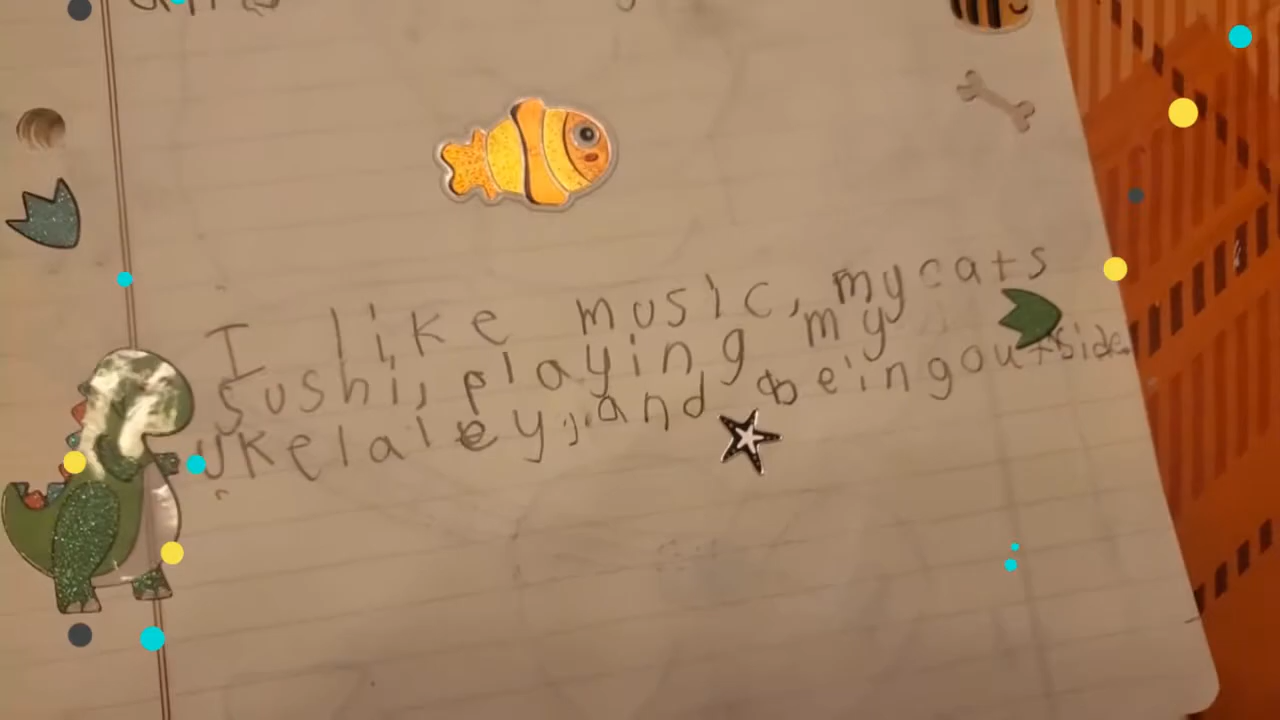 I like music, my cats
Sushi, playing my
Ukelaley, and being outside.